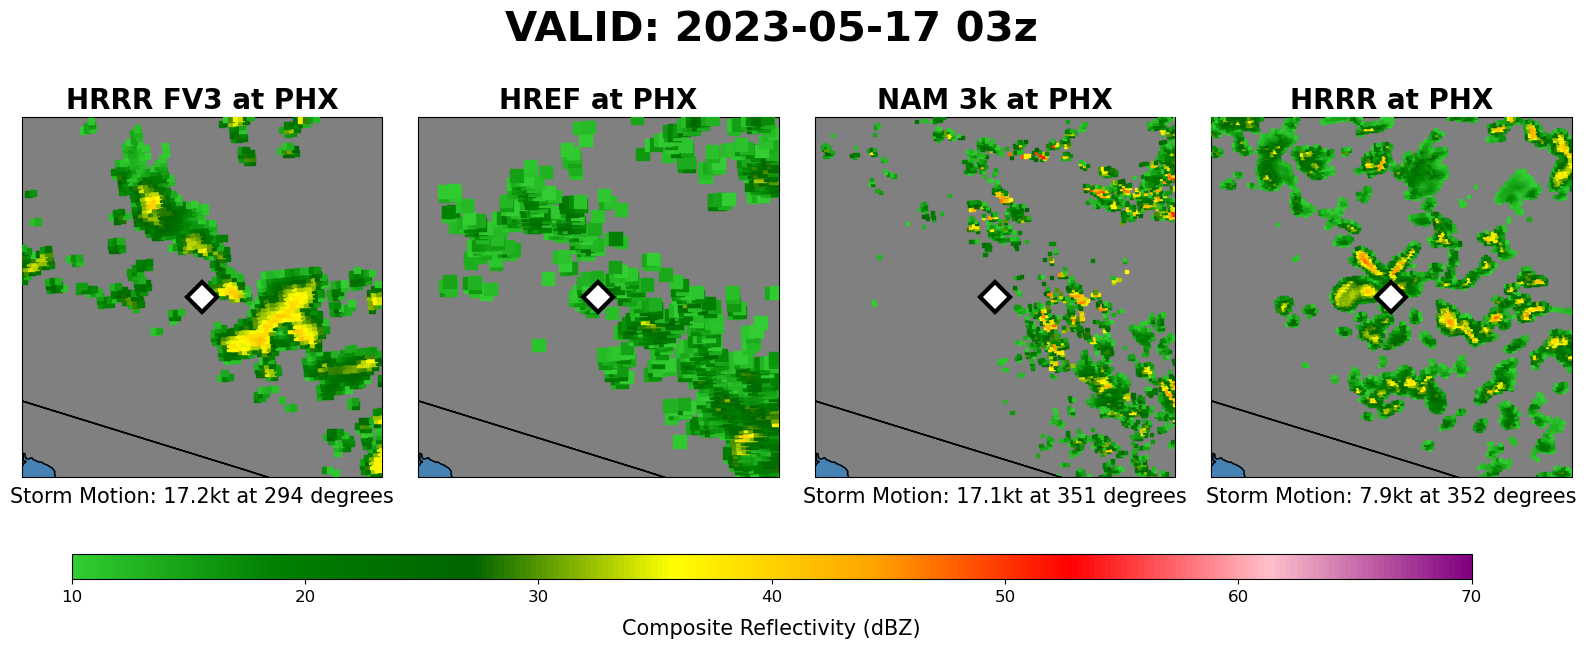 VALID: 2023-05-17 03z
HRRR FV3 at PHX
HREF at PHX
NAM 3k at PHX
HRRR at PHX
Storm Motion: 17.2kt at 294 degrees
Storm Motion: 17.1kt at 351 degrees
Storm Motion: 7.9kt at 352 degrees
10 20 30 40 50 60 70
Composite Reflectivity (dBZ)